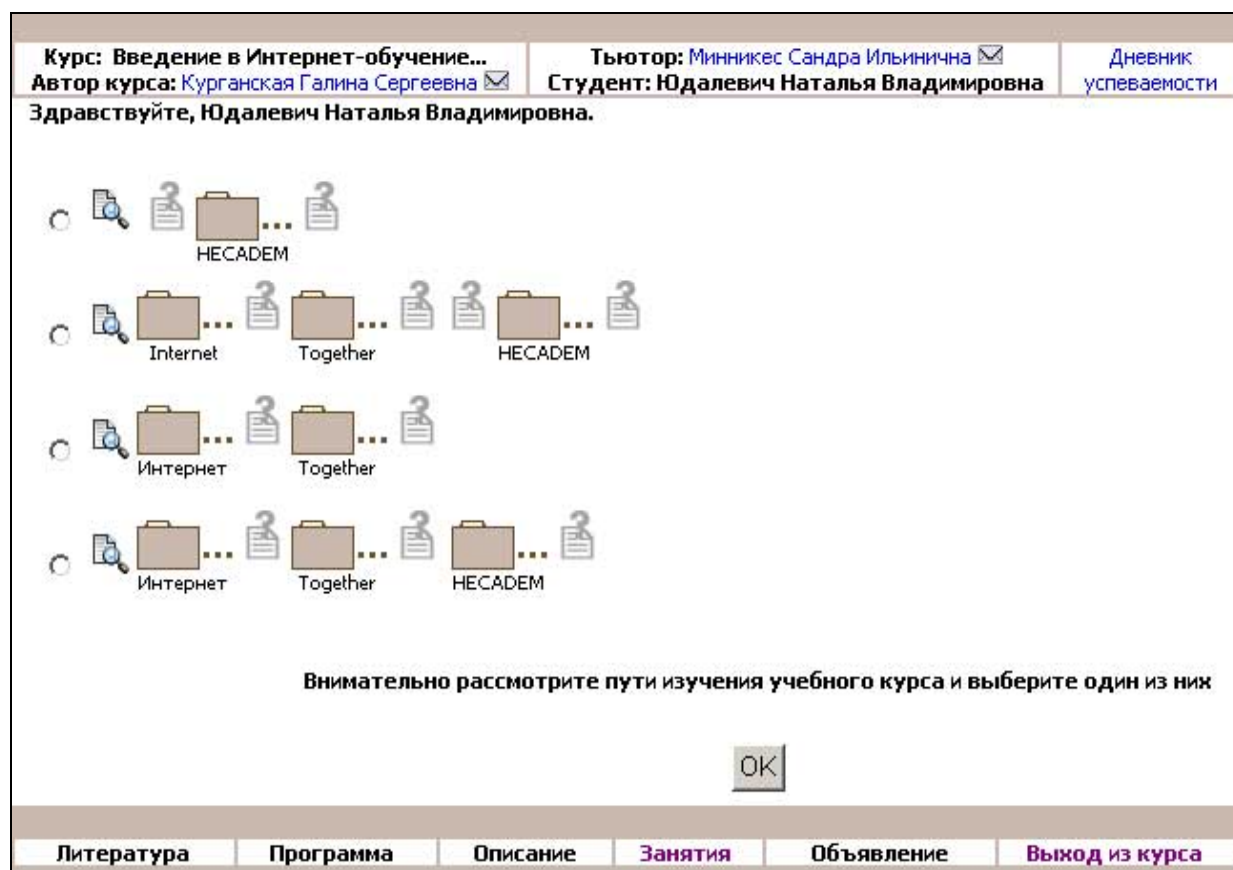 Курс: Введение в Интернет-обучение...
Автор курса: Курганская Галина Сергеевна
Тьютор: Минникес Сандра Ильинична
Студент: Юдалевич Наталья Владимировна
Дневник
успеваемости
Здравствуйте, Юдалевич Наталья Владимировна.
... ?
HECADEM
Internet Together HECADEM
Интернет Together
Интернет Together HECADEM
Внимательно рассмотрите пути изучения учебного курса и выберите один из них
OK
Литература Программа Описание Занятия Объявление Выход из курса